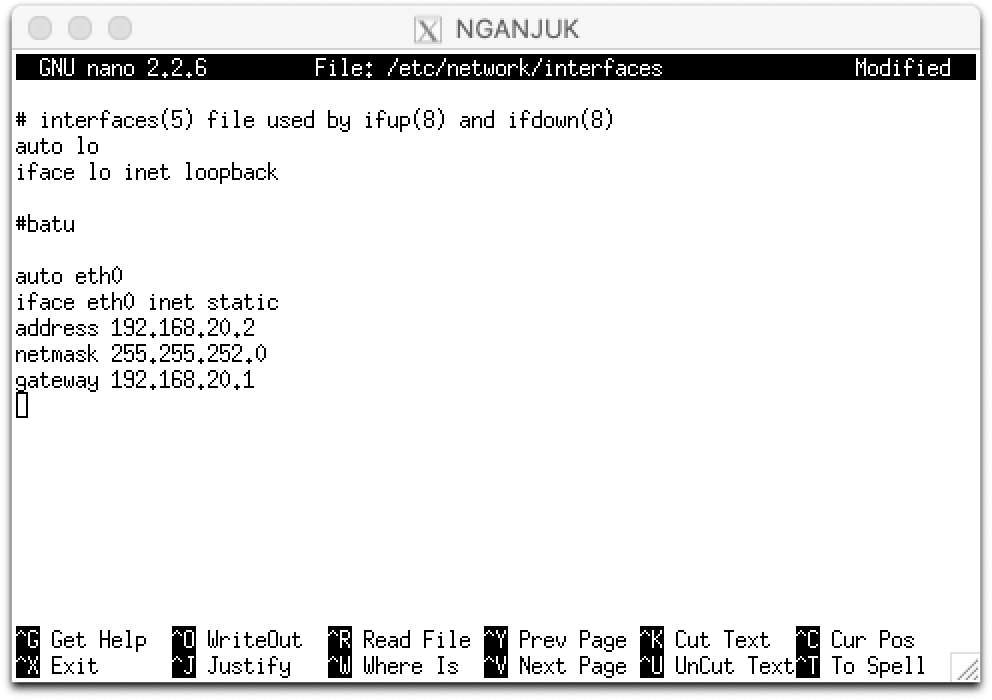 NGANJUK
GNU nano 2.2.6 File: /etc/network/interfaces Modified
# interfaces(5) file used by ifup(8) and ifdown(8)
auto lo
iface lo inet loopback
#batu
auto eth0
iface eth0 inet static
address 192.168.20.2
netmask 255.255.252.0
gateway 192.168.20.1
^G Get Help ^O WriteOut ^R Read File ^Y Prev Page ^K Cut Text ^C Cur Pos
^X Exit ^J Justify ^W Where Is ^V Next Page ^U UnCut Text ^T To Spell